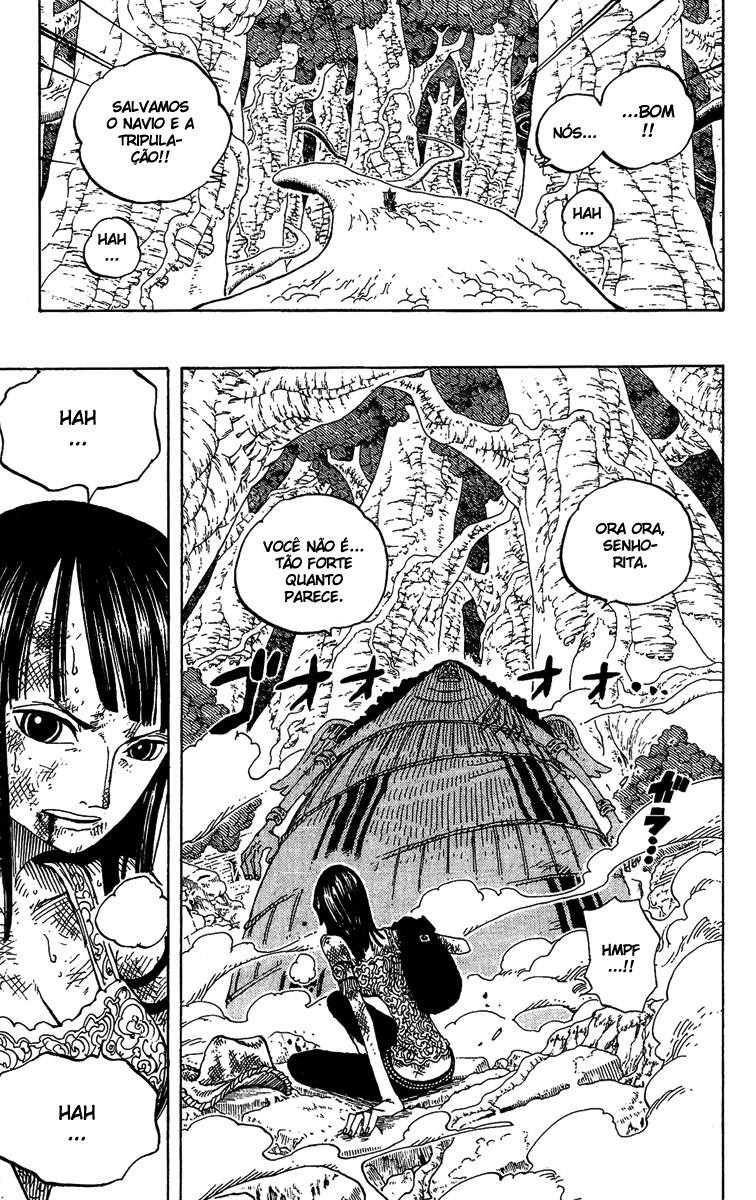 ...BOM
!!
NÓS...
HAH
...
SALVAMOS
O NAVIO E A
TRIPULA-
ÇÃO!!
HAH
...
ORA ORA,
SENHO-
RITA.
VOCÊ NÃO É...
TÃO FORTE
QUANTO
PARECE.
ゴオオオオ...
ガラ...
HMPF
...!!
HAH
...
HAH
...